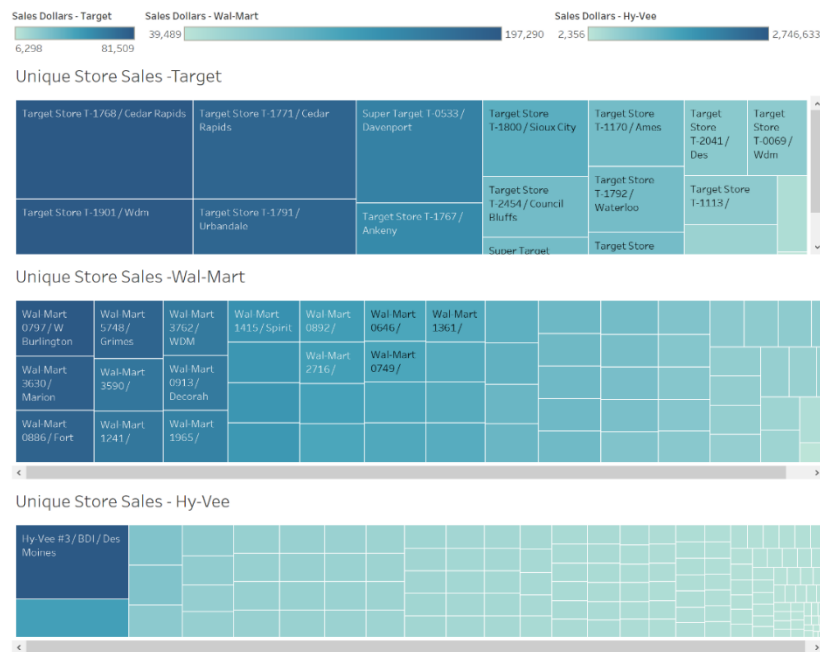 Sales Dollars - Target
Sales Dollars - Wal-Mart
Sales Dollars - Hy-Vee
6,298
81,509
39,489
197,290
2,356
2,746,633
Unique Store Sales -Target
Target Store T-1768 / Cedar Rapids
Target Store T-1771 / Cedar
Rapids
Super Target T-0533 /
Davenport
Target Store
T-1800 / Sioux City
Target Store
T-1170 / Ames
Target
Store
T-2041 /
Des
Target
Store
T-0069 /
Wdm
Target Store
T-2454 / Council
Bluffs
Target Store
T-1792 /
Waterloo
Target Store
T-1113 /
Target Store T-1901 / Wdm
Target Store T-1791 /
Urbandale
Target Store T-1767 /
Ankeny
Super Target
Target Store
Unique Store Sales -Wal-Mart
Wal-Mart
0797 / W
Burlington
Wal-Mart
5748 /
Grimes
Wal-Mart
3762 /
WDM
Wal-Mart
1415 / Spirit
Wal-Mart
0892 /
Wal-Mart
0646 /
Wal-Mart
1361 /
Wal-Mart
3630 /
Marion
Wal-Mart
3590 /
Wal-Mart
0913 /
Decorah
Wal-Mart
2716 /
Wal-Mart
0749 /
Wal-Mart
0886 / Fort
Wal-Mart
1241 /
Wal-Mart
1965 /
Unique Store Sales - Hy-Vee
Hy-Vee #3 / BDI / Des
Moines